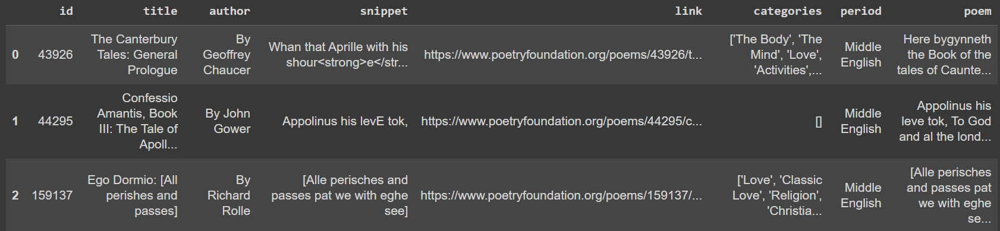 id title author snippet link categories period poem
0 43926 The Canterbury Tales: General Prologue By Geoffrey Chaucer Whan that Aprille with his shour<strong>e</str... https://www.poetryfoundation.org/poems/43926/t... ['The Body', 'The Mind', 'Love', 'Activities',... Middle English Here bygynneth the Book of the tales of Caunte...
1 44295 Confessio Amantis, Book III: The Tale of Apoll... By John Gower Appolinus his levE tok, https://www.poetryfoundation.org/poems/44295/c... [] Middle English Appolinus his leve tok, To God and al the lond...
2 159137 Ego Dormio: [All perishes and passes] By Richard Rolle [Alle perisches and passes pat we with eghe see] https://www.poetryfoundation.org/poems/159137/... ['Love', 'Classic Love', 'Religion', 'Christia... Middle English [Alle perisches and passes pat we with eghe se...